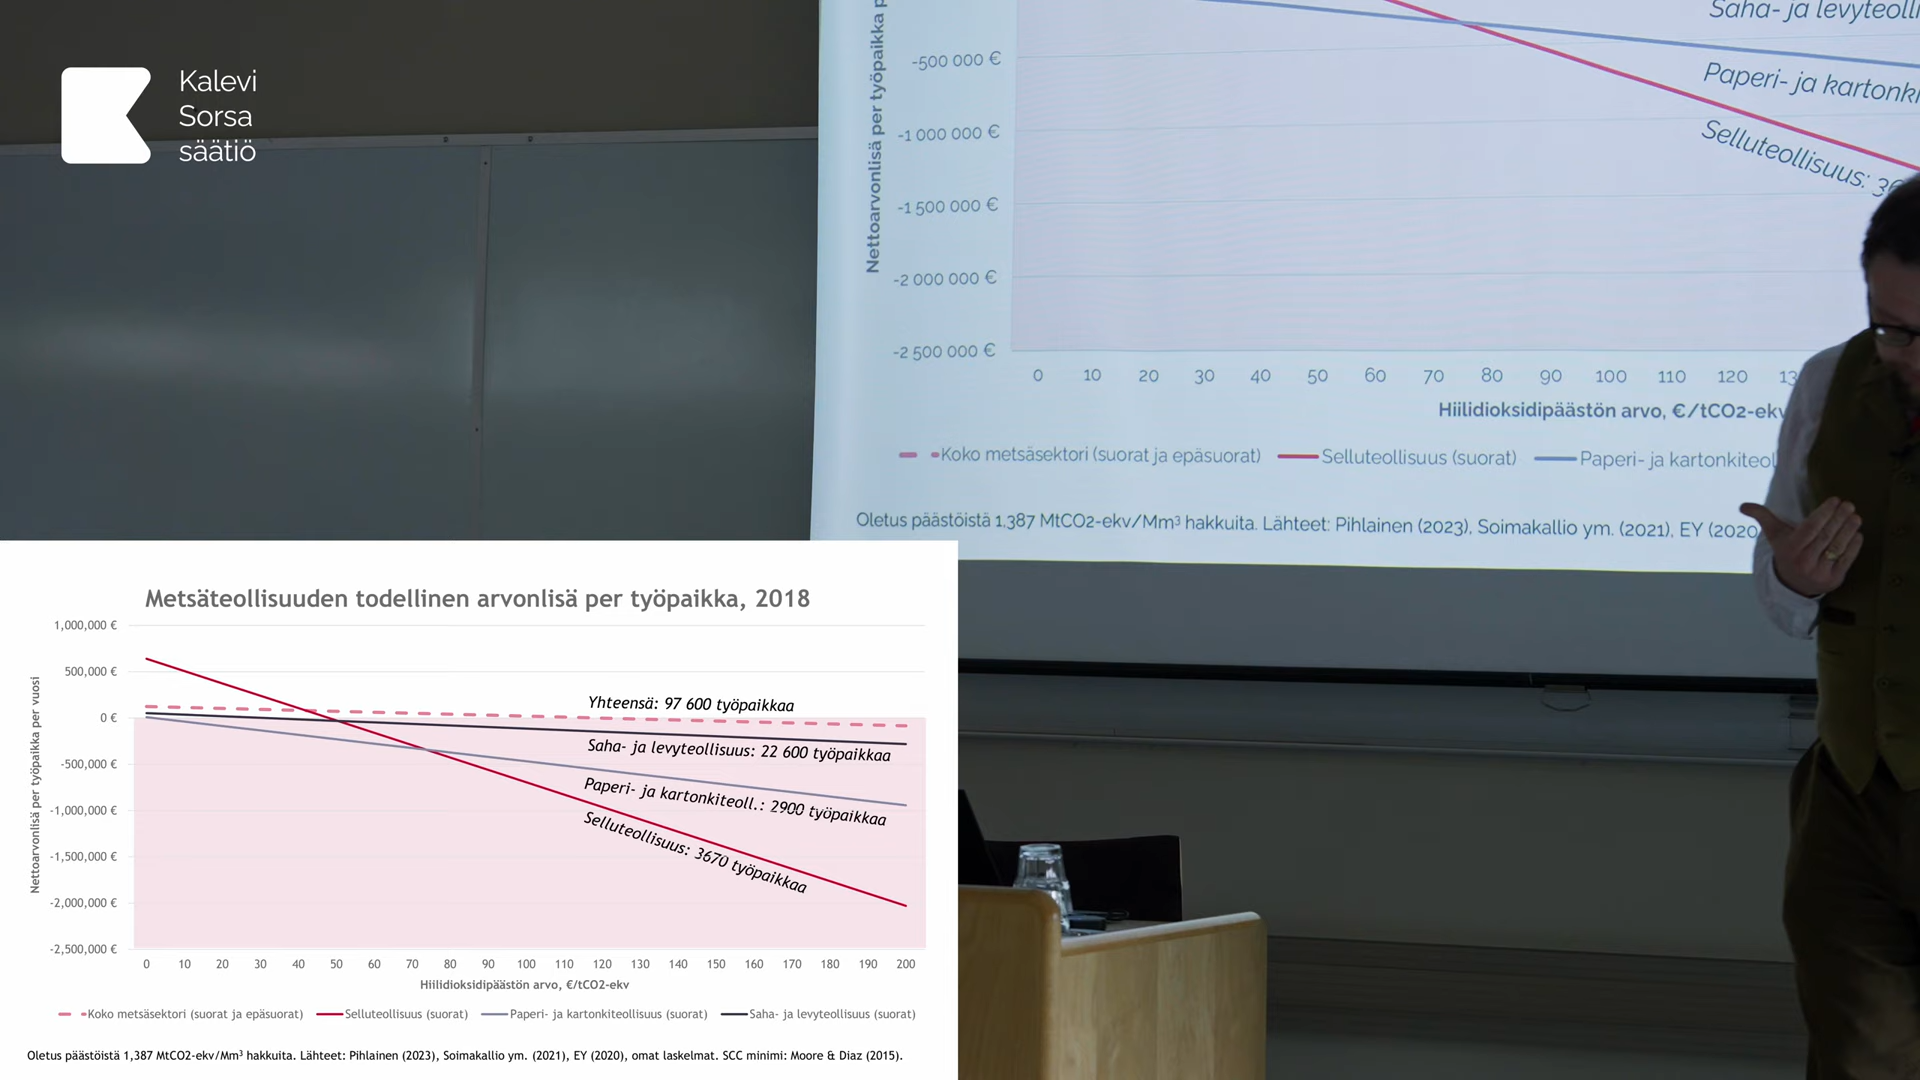 Kalevi
Sorsa
säätiö
Saha- ja levyteolli
Nettoarvonlisä per työpaikka p
-500 000 €
-1 000 000 €
-1 500 000 €
-2 000 000 €
-2 500 000 €
Paperi- ja kartonki
Selluteollisuus: 36
0 10 20 30 40 50 60 70 80 90 100 110 120 13
Hiilidioksidipäästön arvo, €/tCO2-ekv
Koko metsäsektori (suorat ja epäsuorat) Selluteollisuus (suorat) Paperi- ja kartonkiteol
Oletus päästöistä 1,387 MtCO2-ekv/Mm³ hakkuita. Lähteet: Pihlainen (2023), Soimakallio ym. (2021), EY (2020
Metsäteollisuuden todellinen arvonlisä per työpaikka, 2018
Nettoarvonlisä per työpaikka per vuosi
1,000,000 €
500,000 €
0 €
-500,000 €
-1,000,000 €
-1,500,000 €
-2,000,000 €
-2,500,000 €
Yhteensä: 97 600 työpaikkaa
Saha- ja levyteollisuus: 22 600 työpaikkaa
Paperi- ja kartonkiteoll.: 2900 työpaikkaa
Selluteollisuus: 3670 työpaikkaa
0 10 20 30 40 50 60 70 80 90 100 110 120 130 140 150 160 170 180 190 200
Hiilidioksidipäästön arvo, €/tCO2-ekv
Koko metsäsektori (suorat ja epäsuorat) Selluteollisuus (suorat) Paperi- ja kartonkiteollisuus (suorat) Saha- ja levyteollisuus (suorat)
Oletus päästöistä 1,387 MtCO2-ekv/Mm³ hakkuita. Lähteet: Pihlainen (2023), Soimakallio ym. (2021), EY (2020), omat laskelmat. SCC minimi: Moore & Diaz (2015).